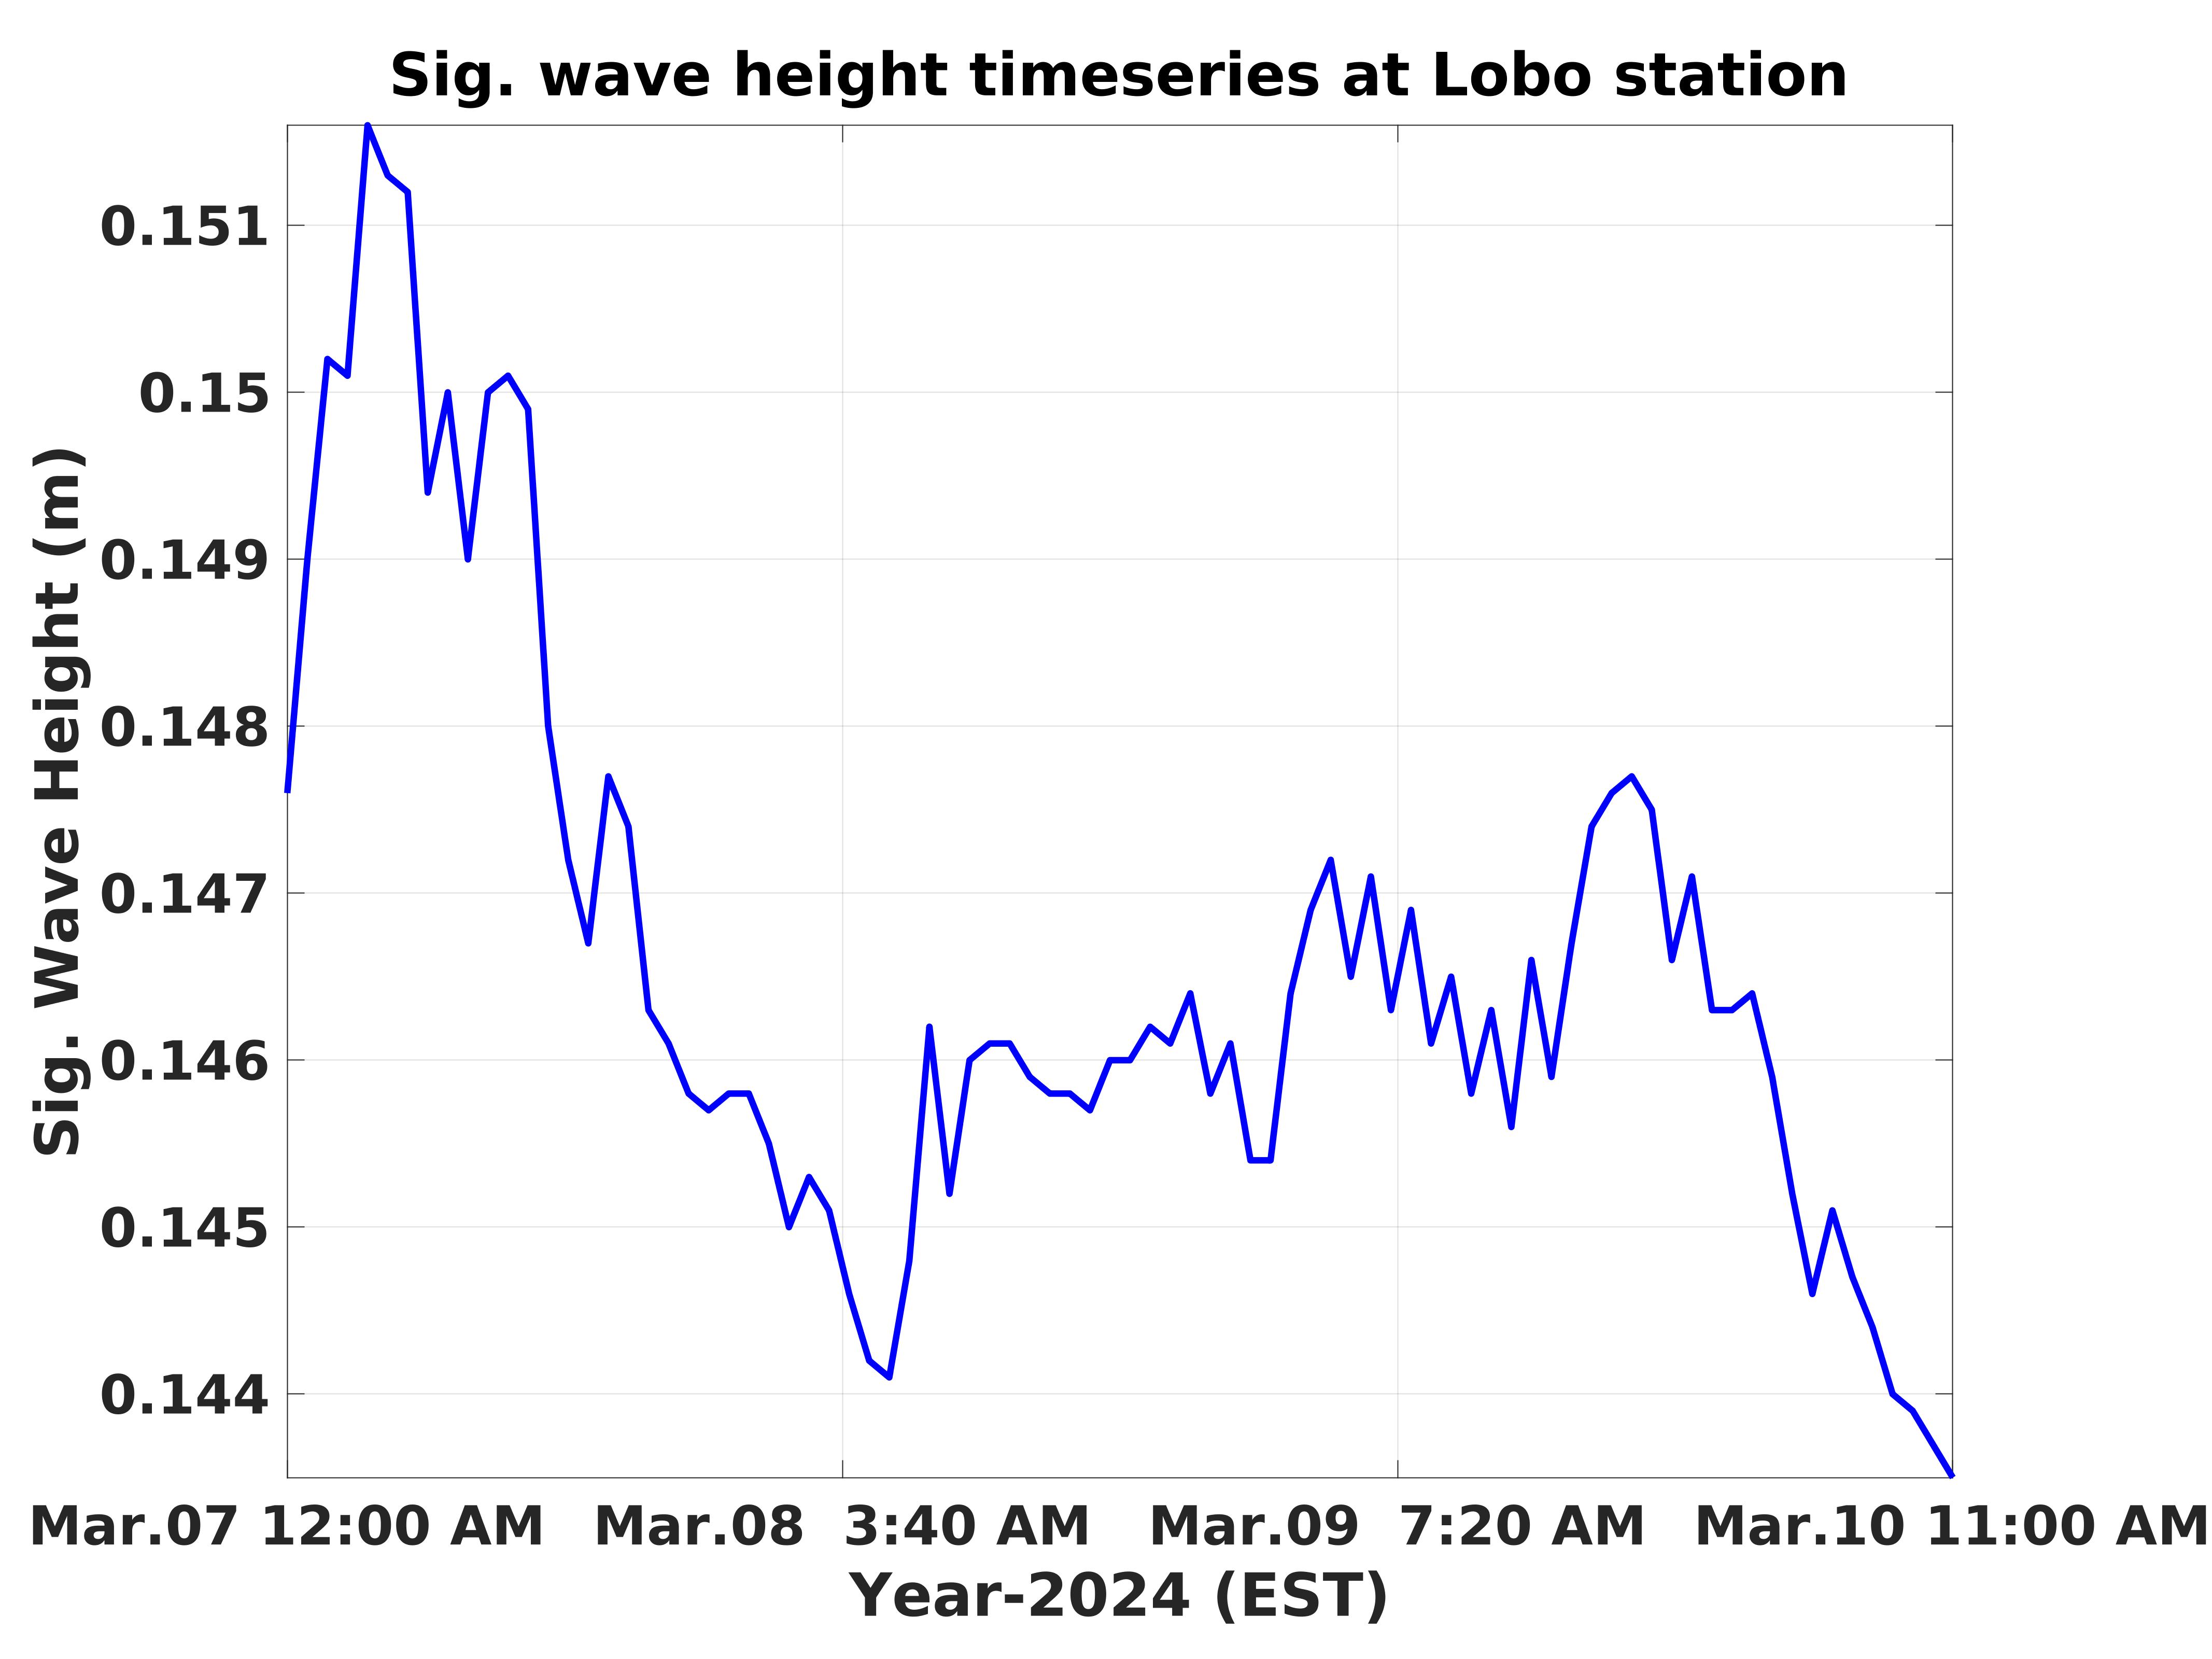 Sig. wave height timeseries at Lobo station
0.151
0.15
0.149
0.148
0.147
0.146
0.145
0.144
Sig. Wave Height (m)
Mar.07 12:00 AM Mar.08 3:40 AM Mar.09 7:20 AM Mar.10 11:00 AM
Year-2024 (EST)